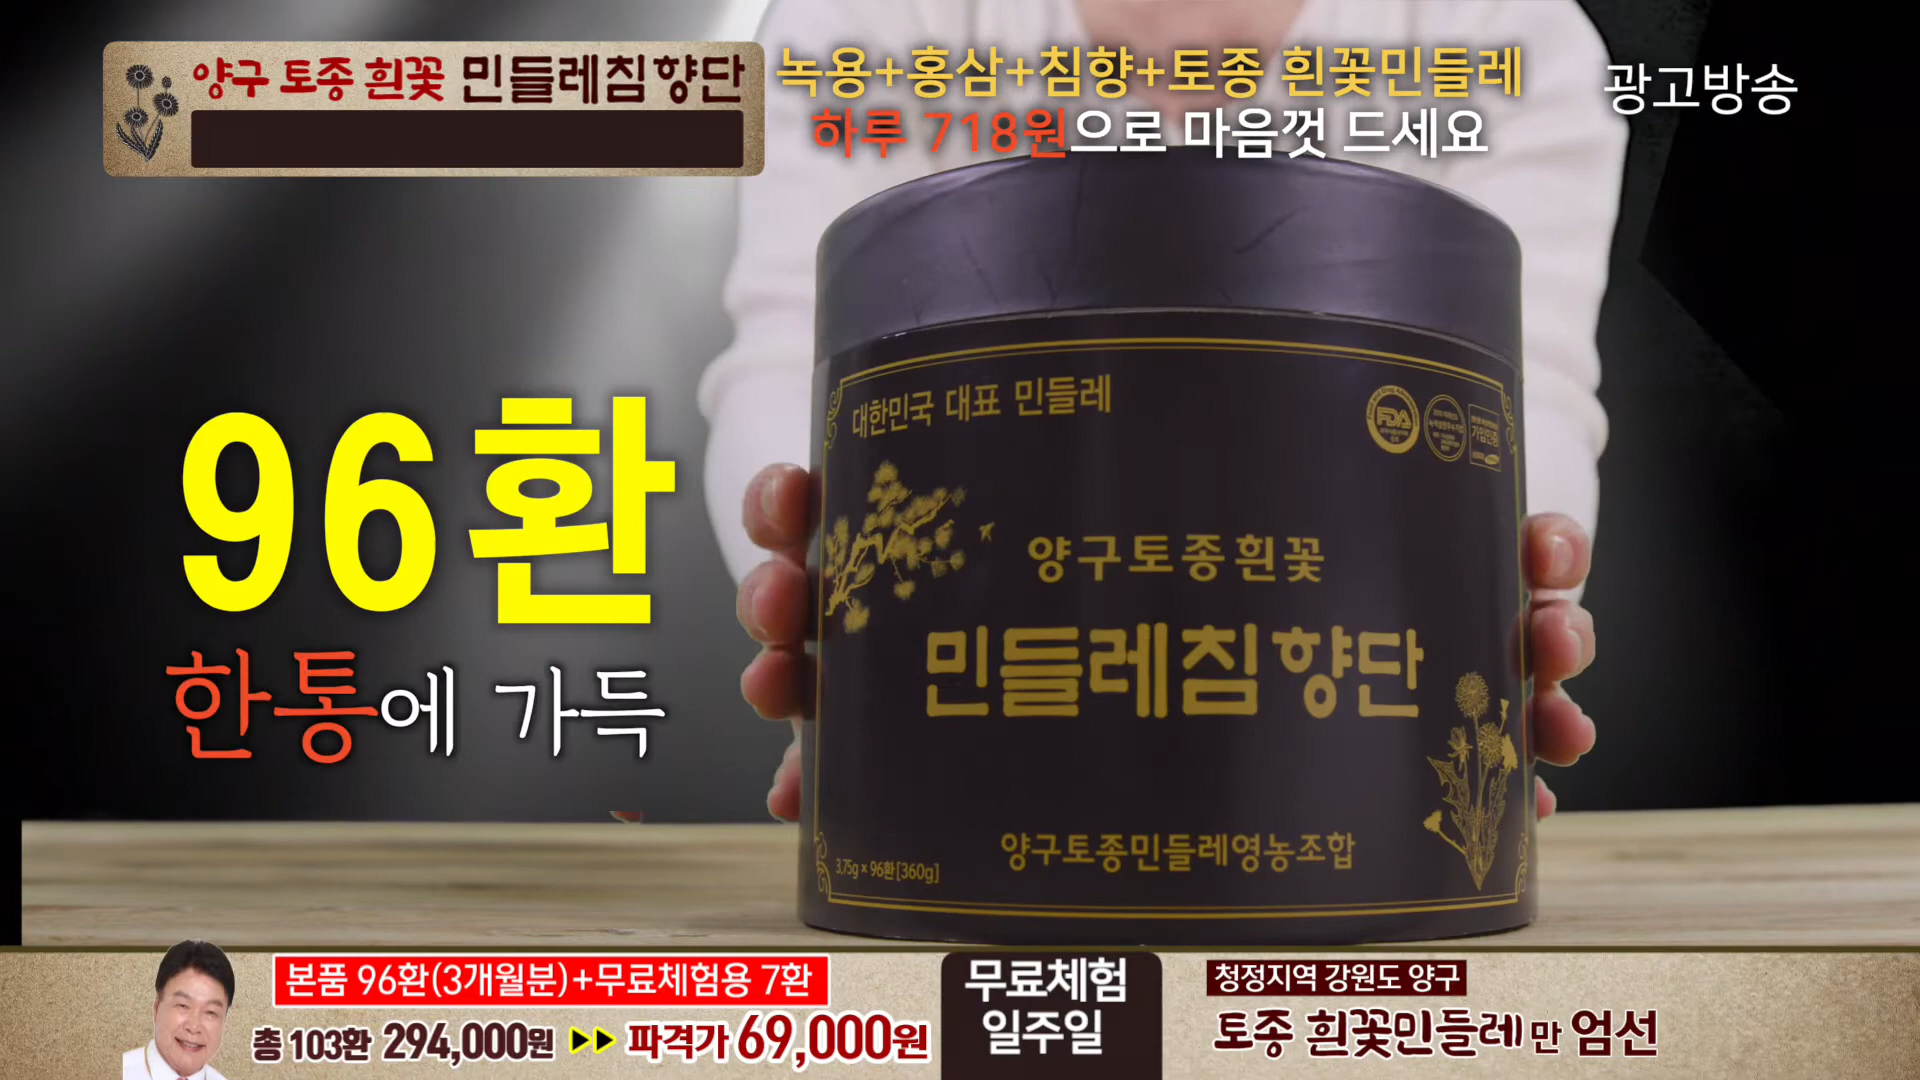 양구 토종 흰꽃 민들레침향단
녹용+홍삼+침향+토종 흰꽃민들레
하루 718원으로 마음껏 드세요
광고방송
96환
한통에 가득
대한민국 대표 민들레
FDA
가입인증
양구토종흰꽃
민들레침향단
양구토종민들레영농조합
3.75g × 96환[360g]
본품 96환(3개월분)+무료체험용 7환
총 103환 294,000원 ▶▶ 파격가 69,000원
무료체험
일주일
청정지역 강원도 양구
토종 흰꽃민들레만 엄선